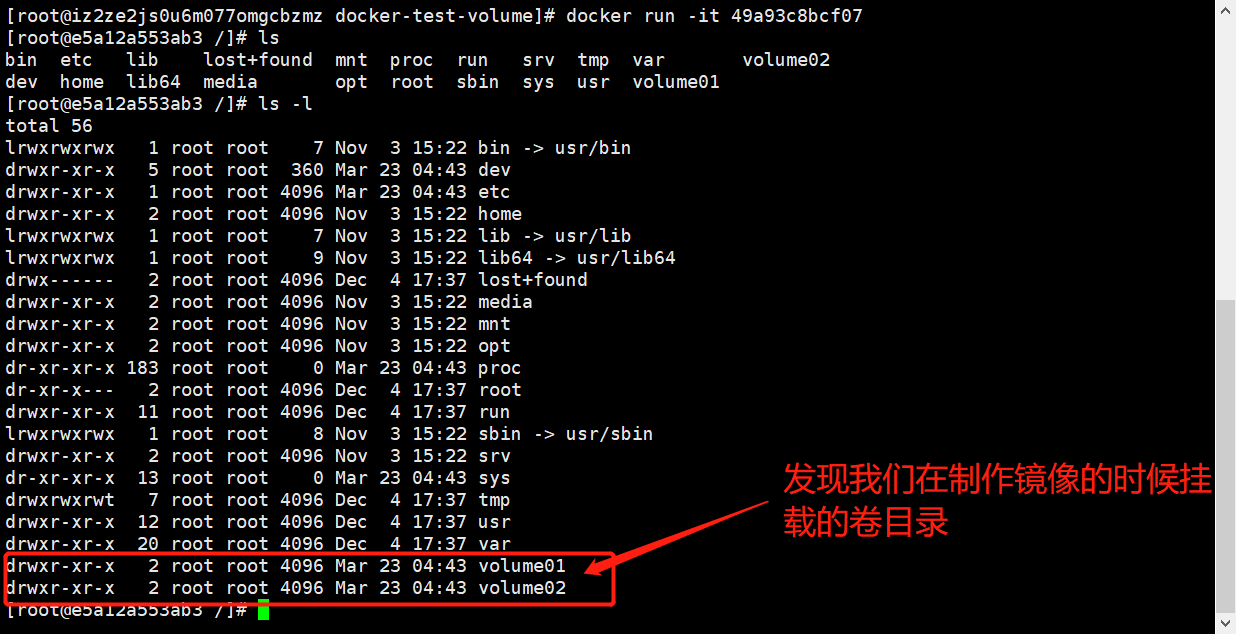 [root@iz2ze2js0u6m077omgcbzmz docker-test-volume]# docker run -it 49a93c8bcf07
[root@e5a12a553ab3 /]# ls
bin  etc   lib    lost+found  mnt  proc  run   srv  tmp  var       volume02
dev  home  lib64  media       opt  root  sbin  sys  usr  volume01
[root@e5a12a553ab3 /]# ls -l
total 56
lrwxrwxrwx   1 root root    7 Nov  3 15:22 bin -> usr/bin
drwxr-xr-x   5 root root  360 Mar 23 04:43 dev
drwxr-xr-x   1 root root 4096 Mar 23 04:43 etc
drwxr-xr-x   2 root root 4096 Nov  3 15:22 home
lrwxrwxrwx   1 root root    7 Nov  3 15:22 lib -> usr/lib
lrwxrwxrwx   1 root root    9 Nov  3 15:22 lib64 -> usr/lib64
drwx------   2 root root 4096 Dec  4 17:37 lost+found
drwxr-xr-x   2 root root 4096 Nov  3 15:22 media
drwxr-xr-x   2 root root 4096 Nov  3 15:22 mnt
drwxr-xr-x   2 root root 4096 Nov  3 15:22 opt
dr-xr-xr-x 183 root root    0 Mar 23 04:43 proc
dr-xr-x---   2 root root 4096 Dec  4 17:37 root
drwxr-xr-x  11 root root 4096 Dec  4 17:37 run
lrwxrwxrwx   1 root root    8 Nov  3 15:22 sbin -> usr/sbin
drwxr-xr-x   2 root root 4096 Nov  3 15:22 srv
dr-xr-xr-x  13 root root    0 Mar 23 04:43 sys
drwxrwxrwt   7 root root 4096 Dec  4 17:37 tmp
drwxr-xr-x  12 root root 4096 Dec  4 17:37 usr
drwxr-xr-x  20 root root 4096 Dec  4 17:37 var
drwxr-xr-x   2 root root 4096 Mar 23 04:43 volume01
drwxr-xr-x   2 root root 4096 Mar 23 04:43 volume02
[root@e5a12a553ab3 /]#
发现我们在制作镜像的时候挂
载的卷目录